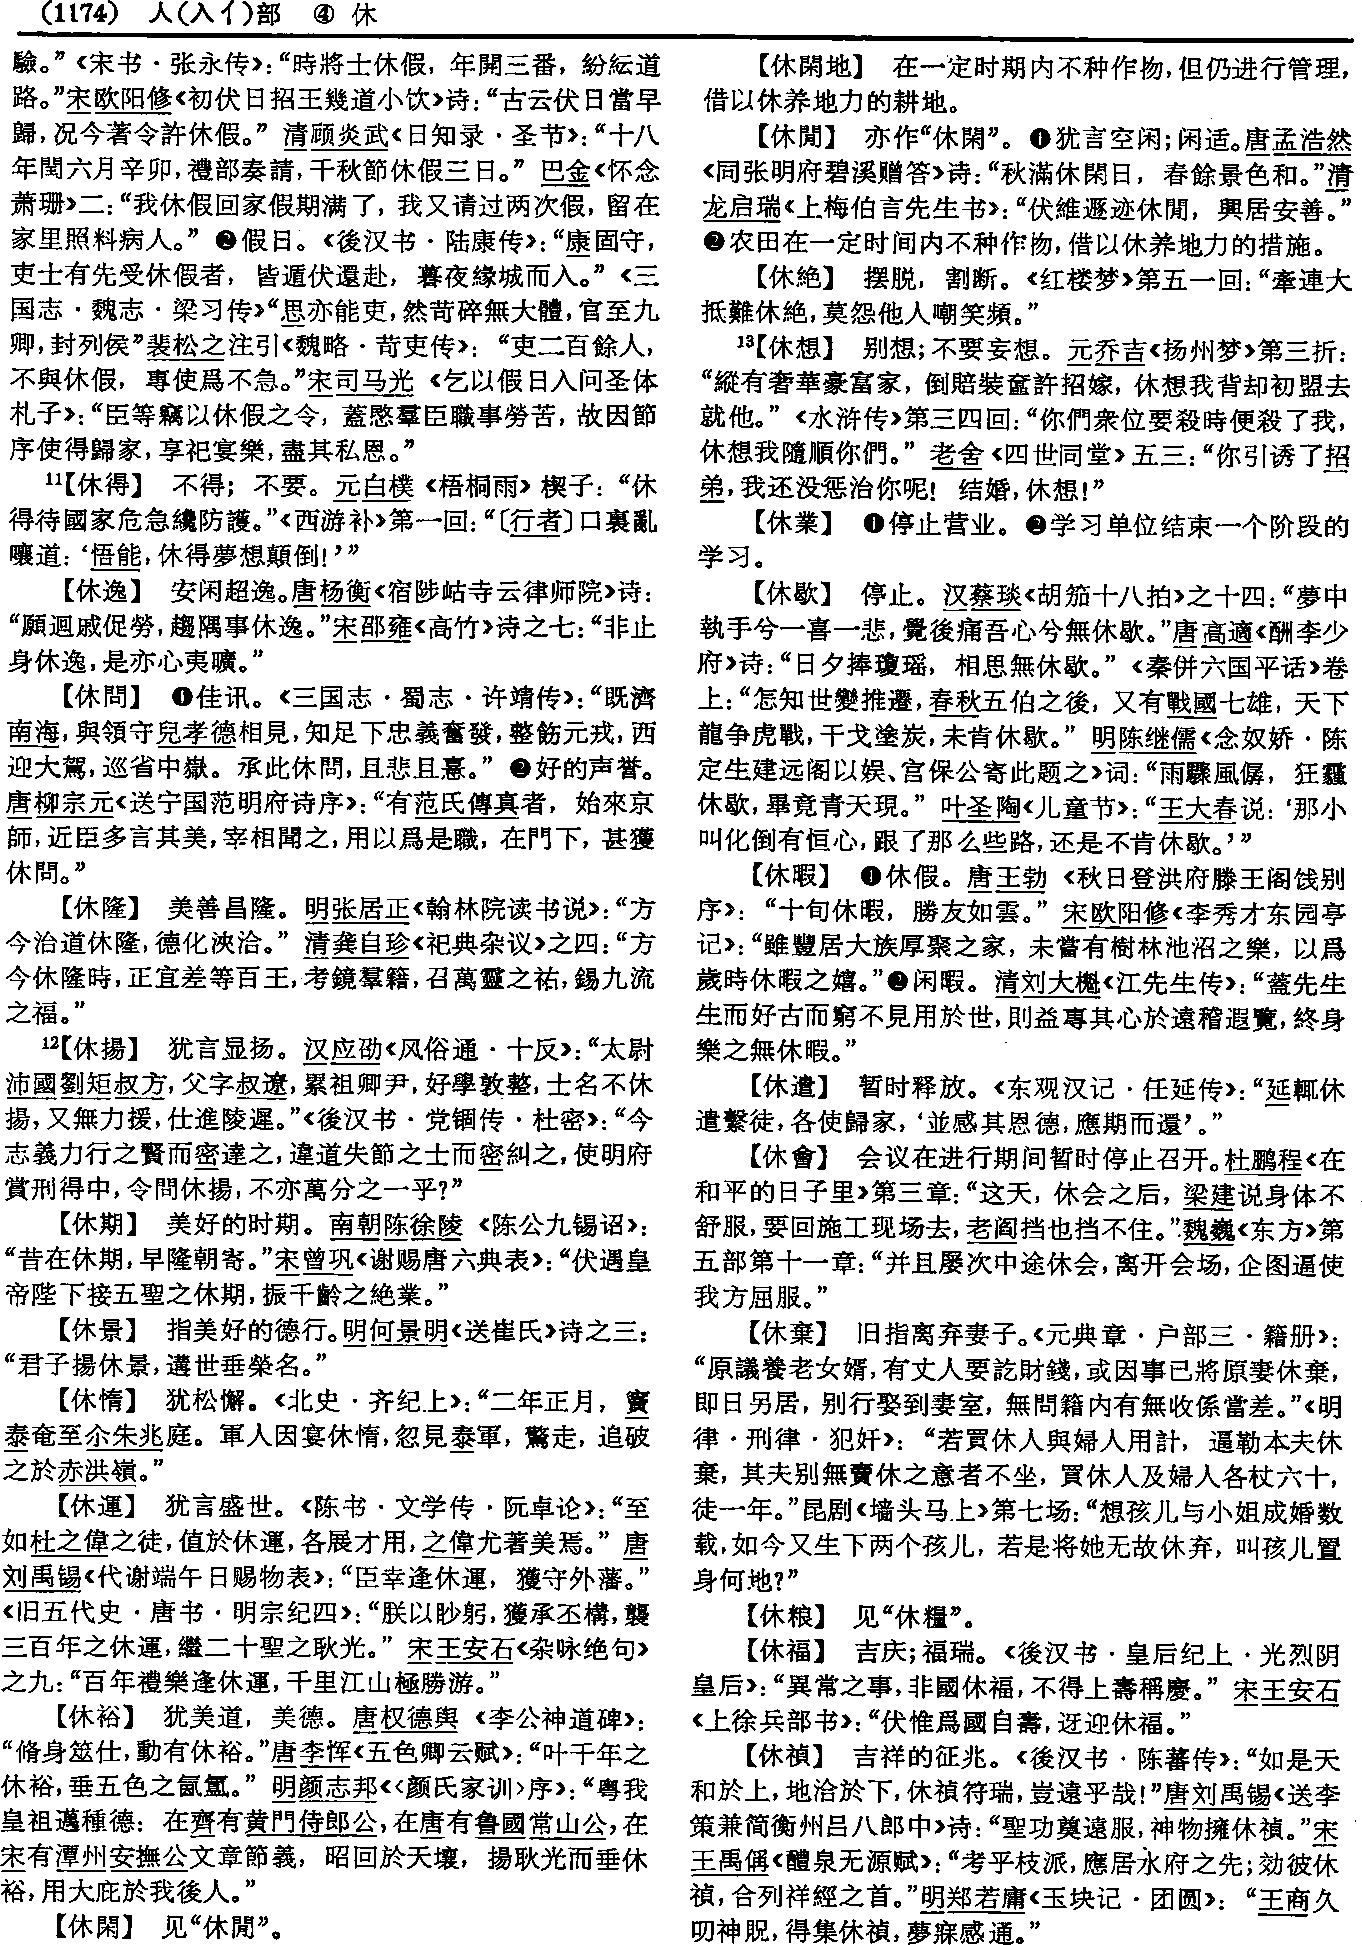 (1174) 人(入亻)部 ④ 休
驗。”《宋书·张永传》：“時將士休假，年開三番，紛紜道
路。”宋欧阳修《初伏日招王幾道小饮》诗：“古云伏日當早
歸，况今著令許休假。” 清顾炎武《日知录·圣节》：“十八
年閏六月辛卯，禮部奏請，千秋節休假三日。” 巴金《怀念
萧珊》二：“我休假回家假期满了，我又请过两次假，留在
家里照料病人。” ❷假日。《後汉书·陆康传》：“康固守，
吏士有先受休假者，皆遁伏還赴，暮夜緣城而入。”《三
国志·魏志·梁习传》“思亦能吏，然苛碎無大體，官至九
卿，封列侯”裴松之注引《魏略·苛吏传》：“吏二百餘人，
不與休假，專使爲不急。”宋司马光《乞以假日入问圣体
札子》：“臣等竊以休假之令，蓋愍羣臣職事勞苦，故因節
序使得歸家，享祀宴樂，盡其私恩。”
11【休得】 不得；不要。元白樸《梧桐雨》楔子：“休
得待國家危急纔防護。”《西游补》第一回：“〔行者〕口裏亂
嚷道：‘悟能，休得夢想顛倒！’”
【休逸】 安闲超逸。唐杨衡《宿陟岵寺云律师院》诗：
“願迴戚促勞，趨隅事休逸。”宋邵雍《高竹》诗之七：“非止
身休逸，是亦心夷曠。”
【休問】 ❶佳讯。《三国志·蜀志·许靖传》：“既濟
南海，與領守兒孝德相見，知足下忠義奮發，整飭元戎，西
迎大駕，巡省中嶽。承此休問，且悲且憙。” ❷好的声誉。
唐柳宗元《送宁国范明府诗序》：“有范氏傳真者，始來京
師，近臣多言其美，宰相聞之，用以爲是職，在門下，甚獲
休問。”
【休隆】 美善昌隆。明张居正《翰林院读书说》：“方
今治道休隆，德化浹洽。” 清龚自珍《祀典杂议》之四：“方
今休隆時，正宜差等百王，考鏡羣籍，召萬靈之祐，錫九流
之福。”
12【休揚】 犹言显扬。汉应劭《风俗通·十反》：“太尉
沛國劉矩叔方，父字叔遼，累祖卿尹，好學敦整，士名不休
揚，又無力援，仕進陵遲。”《後汉书·党锢传·杜密》：“今
志義力行之賢而密達之，違道失節之士而密糾之，使明府
賞刑得中，令問休揚，不亦萬分之一乎？”
【休期】 美好的时期。南朝陈徐陵《陈公九锡诏》：
“昔在休期，早隆朝寄。”宋曾巩《谢赐唐六典表》：“伏遇皇
帝陛下接五聖之休期，振千齡之絶業。”
【休景】 指美好的德行。明何景明《送崔氏》诗之三：
“君子揚休景，遘世垂榮名。”
【休惰】 犹松懈。《北史·齐纪上》：“二年正月，竇
泰奄至尒朱兆庭。軍人因宴休惰，忽見泰軍，驚走，追破
之於赤洪嶺。”
【休運】 犹言盛世。《陈书·文学传·阮卓论》：“至
如杜之偉之徒，值於休運，各展才用，之偉尤著美焉。” 唐
刘禹锡《代谢端午日赐物表》：“臣幸逢休運，獲守外藩。”
《旧五代史·唐书·明宗纪四》：“朕以眇躬，獲承丕構，襲
三百年之休運，繼二十聖之耿光。” 宋王安石《杂咏绝句》
之九：“百年禮樂逢休運，千里江山極勝游。”
【休裕】 犹美道，美德。唐权德舆《李公神道碑》：
“脩身筮仕，動有休裕。”唐李恽《五色卿云赋》：“叶千年之
休裕，垂五色之氤氲。” 明颜志邦《〈颜氏家训〉序》：“粤我
皇祖邁種德：在齊有黄門侍郎公，在唐有魯國常山公，在
宋有潭州安撫公文章節義，昭回於天壤，揚耿光而垂休
裕，用大庇於我後人。”
【休閑】 见“休閒”。
【休閑地】 在一定时期内不种作物，但仍进行管理，
借以休养地力的耕地。
【休閒】 亦作“休閑”。❶犹言空闲；闲适。唐孟浩然
《同张明府碧溪赠答》诗：“秋滿休閑日，春餘景色和。”清
龙启瑞《上梅伯言先生书》：“伏維遯迹休閒，興居安善。”
❷农田在一定时间内不种作物，借以休养地力的措施。
【休絶】 摆脱，割断。《红楼梦》第五一回：“牽連大
抵難休絶，莫怨他人嘲笑頻。”
13【休想】 别想；不要妄想。元乔吉《扬州梦》第三折：
“縱有奢華豪富家，倒賠裝奩許招嫁，休想我背却初盟去
就他。”《水浒传》第三四回：“你們衆位要殺時便殺了我，
休想我隨順你們。” 老舍《四世同堂》五三：“你引诱了招
弟，我还没惩治你呢！结婚，休想！”
【休業】 ❶停止营业。❷学习单位结束一个阶段的
学习。
【休歇】 停止。汉蔡琰《胡笳十八拍》之十四：“夢中
執手兮一喜一悲，覺後痛吾心兮無休歇。”唐高適《酬李少
府》诗：“日夕捧瓊瑶，相思無休歇。”《秦併六国平话》卷
上：“怎知世變推遷，春秋五伯之後，又有戰國七雄，天下
龍争虎戰，干戈塗炭，未肯休歇。” 明陈继儒《念奴娇·陈
定生建远阁以娱、宫保公寄此题之》词：“雨驟風僝，狂霾
休歇，畢竟青天現。” 叶圣陶《儿童节》：“王大春说：‘那小
叫化倒有恒心，跟了那么些路，还是不肯休歇。’”
【休暇】 ❶休假。唐王勃《秋日登洪府滕王阁饯别
序》：“十旬休暇，勝友如雲。” 宋欧阳修《李秀才东园亭
记》：“雖豐居大族厚聚之家，未嘗有樹林池沼之樂，以爲
歲時休暇之嬉。”❷闲暇。清刘大櫆《江先生传》：“蓋先生
生而好古而窮不見用於世，則益專其心於遠稽遐覽，終身
樂之無休暇。”
【休遣】 暂时释放。《东观汉记·任延传》：“延輒休
遣繫徒，各使歸家，‘並感其恩德，應期而還’。”
【休會】 会议在进行期间暂时停止召开。杜鹏程《在
和平的日子里》第三章：“这天，休会之后，梁建说身体不
舒服，要回施工现场去，老阎挡也挡不住。”魏巍《东方》第
五部第十一章：“并且屡次中途休会，离开会场，企图逼使
我方屈服。”
【休棄】 旧指离弃妻子。《元典章·户部三·籍册》：
“原議養老女婿，有丈人要訖財錢，或因事已將原妻休棄，
即日另居，别行娶到妻室，無問籍内有無收係當差。”《明
律·刑律·犯奸》：“若買休人與婦人用計，逼勒本夫休
棄，其夫别無賣休之意者不坐，買休人及婦人各杖六十，
徒一年。”昆剧《墙头马上》第七场：“想孩儿与小姐成婚数
载，如今又生下两个孩儿，若是将她无故休弃，叫孩儿置
身何地？”
【休粮】 见“休糧”。
【休福】 吉庆；福瑞。《後汉书·皇后纪上·光烈阴
皇后》：“異常之事，非國休福，不得上壽稱慶。” 宋王安石
《上徐兵部书》：“伏惟爲國自壽，迓迎休福。”
【休禎】 吉祥的征兆。《後汉书·陈蕃传》：“如是天
和於上，地洽於下，休禎符瑞，豈遠乎哉！”唐刘禹锡《送李
策兼简衡州吕八郎中》诗：“聖功奠遠服，神物擁休禎。”宋
王禹偁《醴泉无源赋》：“考乎枝派，應居水府之先；効彼休
禎，合列祥經之首。”明郑若庸《玉玦记·团圆》：“王商久
叨神貺，得集休禎，夢寐感通。”